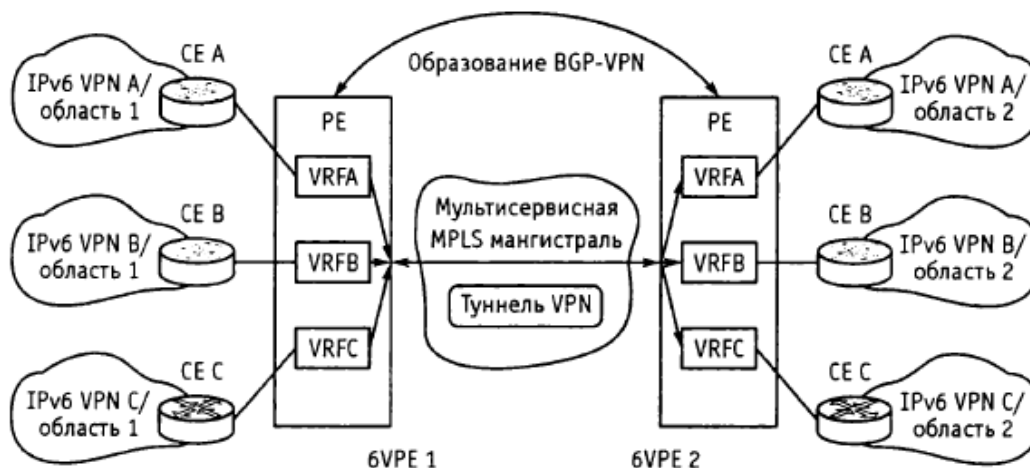 CE A
IPv6 VPN A/
область 1
CE B
IPv6 VPN B/
область 1
CE C
IPv6 VPN C/
область 1
Образование BGP-VPN
PE
VRFA
VRFB
VRFC
6VPE 1
Мультисервисная
MPLS мангистраль
Туннель VPN
PE
VRFA
VRFB
VRFC
6VPE 2
CE A
IPv6 VPN A/
область 2
CE B
IPv6 VPN B/
область 2
CE C
IPv6 VPN C/
область 2